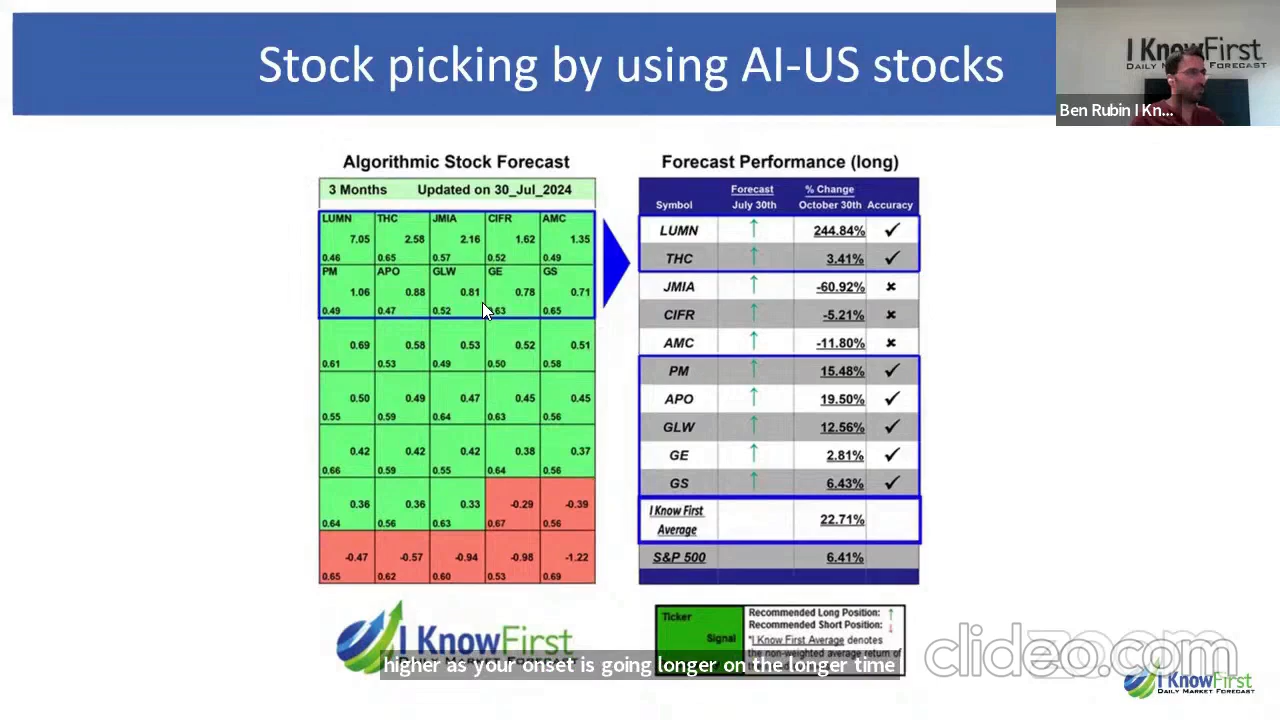 Stock picking by using AI-US stocks
I Know First
DAILY MARKET FORECAST
Ben Rubin I Kn...
Algorithmic Stock Forecast
3 Months Updated on 30_Jul_2024
LUMN THC JMIA CIFR AMC
7.05 2.58 2.16 1.62 1.35
0.46 0.65 0.57 0.52 0.49
PM APO GLW GE GS
1.06 0.88 0.81 0.78 0.71
0.49 0.47 0.52 0.63 0.65
0.69 0.58 0.53 0.52 0.51
0.61 0.53 0.49 0.50 0.58
0.50 0.49 0.47 0.45 0.45
0.55 0.59 0.64 0.63 0.56
0.42 0.42 0.42 0.38 0.37
0.66 0.59 0.55 0.64 0.56
0.36 0.36 0.33 -0.29 -0.39
0.64 0.56 0.63 0.67 0.56
-0.47 -0.57 -0.94 -0.98 -1.22
0.65 0.62 0.60 0.53 0.69
Forecast Performance (long)
Forecast % Change
Symbol July 30th October 30th Accuracy
LUMN ↑ 244.84% ✓
THC ↑ 3.41% ✓
JMIA ↑ -60.92% ✖
CIFR ↑ -5.21% ✖
AMC ↑ -11.80% ✖
PM ↑ 15.48% ✓
APO ↑ 19.50% ✓
GLW ↑ 12.56% ✓
GE ↑ 2.81% ✓
GS ↑ 6.43% ✓
I Know First
Average 22.71%
S&P 500 6.41%
I Know First
Ticker
Signal
Recommended Long Position: ↑
Recommended Short Position: ↓
*I Know First Average denotes
the non-weighted average return of
higher as your onset is going longer on the longer time
clideo.com
I Know First
DAILY MARKET FORECAST